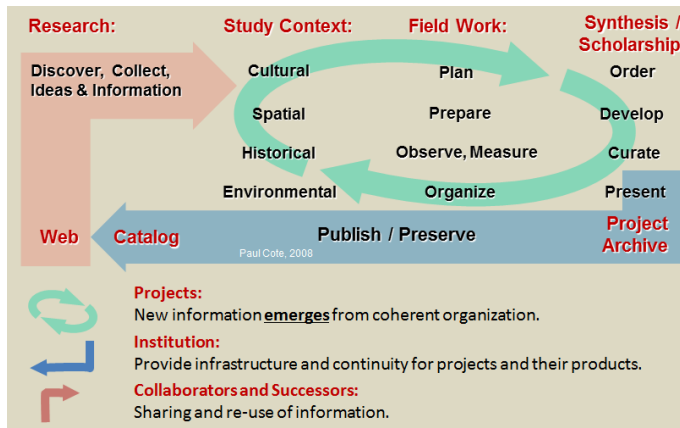 Research:
Study Context:
Field Work:
Synthesis /
Scholarship
Discover, Collect,
Ideas & Information
Cultural
Plan
Order
Spatial
Prepare
Develop
Historical
Observe, Measure
Curate
Environmental
Organize
Present
Web
Catalog
Publish / Preserve
Project
Archive
Paul Cote, 2008
Projects:
New information emerges from coherent organization.
Institution:
Provide infrastructure and continuity for projects and their products.
Collaborators and Successors:
Sharing and re-use of information.